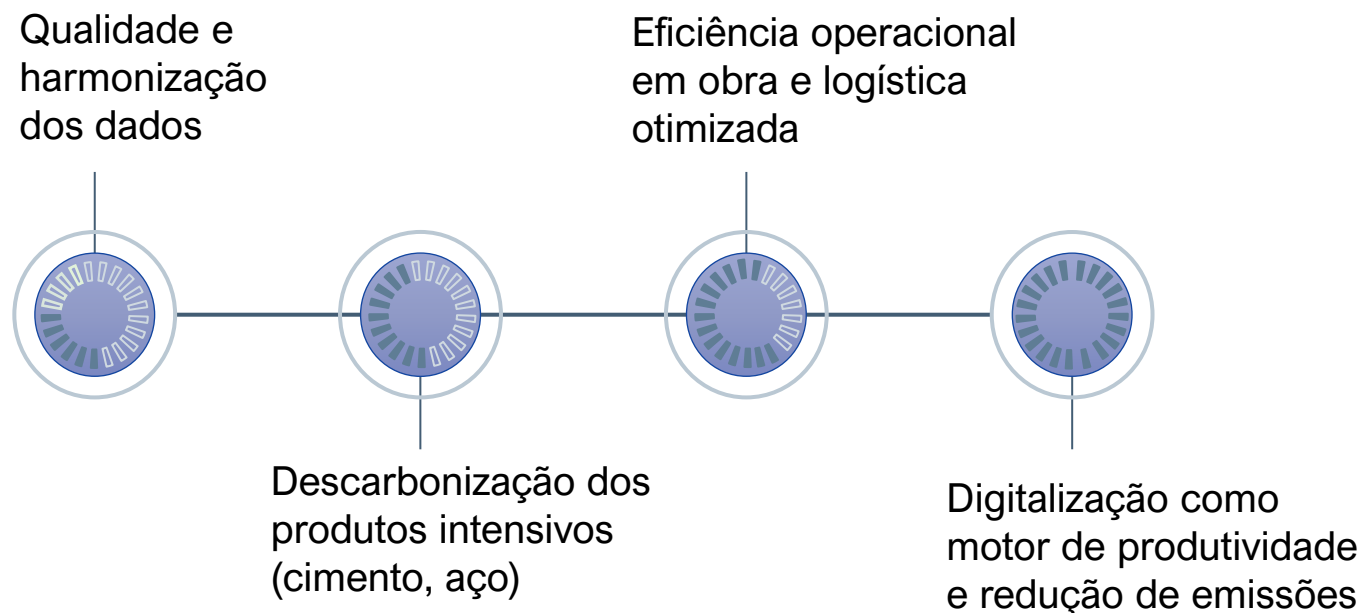 Qualidade e
harmonização
dos dados
Eficiência operacional
em obra e logística
otimizada
Descarbonização dos
produtos intensivos
(cimento, aço)
Digitalização como
motor de produtividade
e redução de emissões